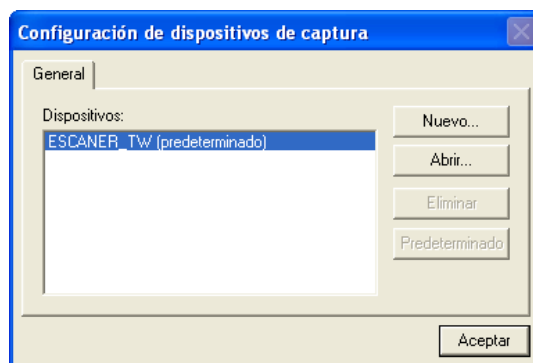 Configuración de dispositivos de captura
General
Dispositivos:
ESCANER_TW (predeterminado)
Nuevo...
Abrir...
Eliminar
Predeterminado
Aceptar